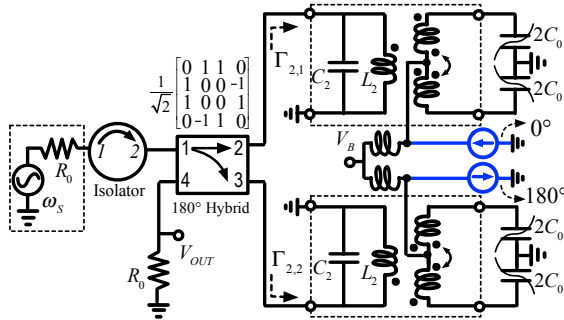 1/√2 [0 1 1 0
1 0 0 -1
1 0 0 1
0 -1 1 0]
Γ2,1
C2
L2
2C0
2C0
R0
ωS
1 2
Isolator
1 2
4 3
180° Hybrid
VB
0°
180°
R0
VOUT
Γ2,2
C2
L2
2C0
2C0